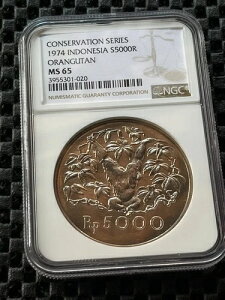 CONSERVATION SERIES
1974 INDONESIA S5000R
ORANGUTAN
MS 65
3955301-020
NUMISMATIC GUARANTY CORPORATION
NGC
Rp 5000